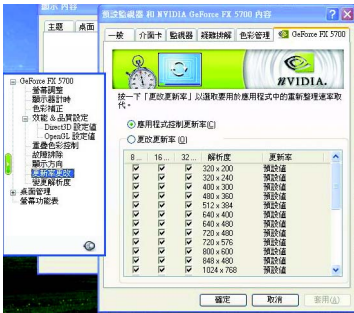 顯示 內容
主題 桌面
GeForce FX 5700
螢幕調整
顯示器計時
色彩補正
效能 & 品質設定
Direct3D 設定值
OpenGL 設定值
重疊色彩控制
故障排除
顯示方向
更新率更改
變更解析度
桌面管理
螢幕功能表
預設監視器 和 NVIDIA GeForce FX 5700 內容
一般 介面卡 監視器 疑難排解 色彩管理 GeForce FX 5700
nVIDIA.
按一下「更改更新率」以選取要用於應用程式中的重新整理速率取代。
應用程式控制更新率(C)
更改更新率 (O)
8... 16... 32... 解析度 更新率
320 x 200 預設值
320 x 240 預設值
400 x 300 預設值
480 x 360 預設值
512 x 384 預設值
640 x 400 預設值
640 x 480 預設值
720 x 480 預設值
720 x 576 預設值
800 x 600 預設值
848 x 480 預設值
1024 x 768 預設值
確定 取消 套用(A)